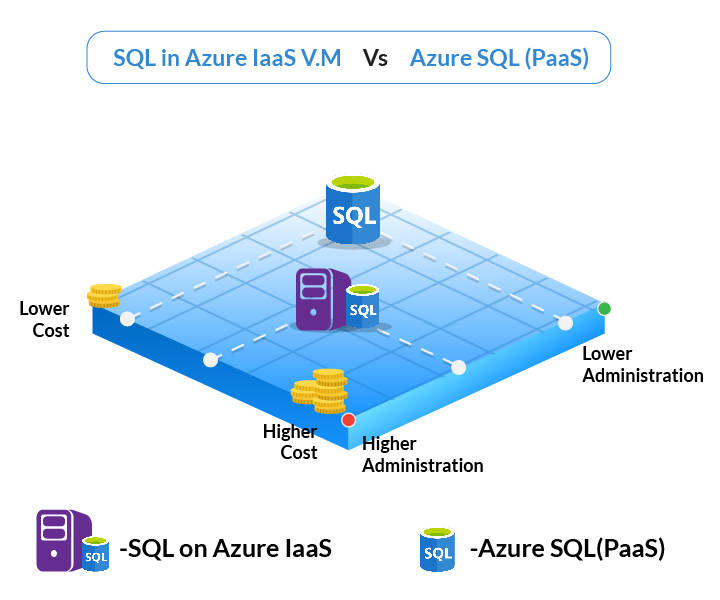 SQL in Azure IaaS V.M Vs Azure SQL (PaaS)
SQL
SQL
Lower
Cost
Lower
Administration
Higher
Cost
Higher
Administration
SQL
-SQL on Azure IaaS
SQL
-Azure SQL(PaaS)